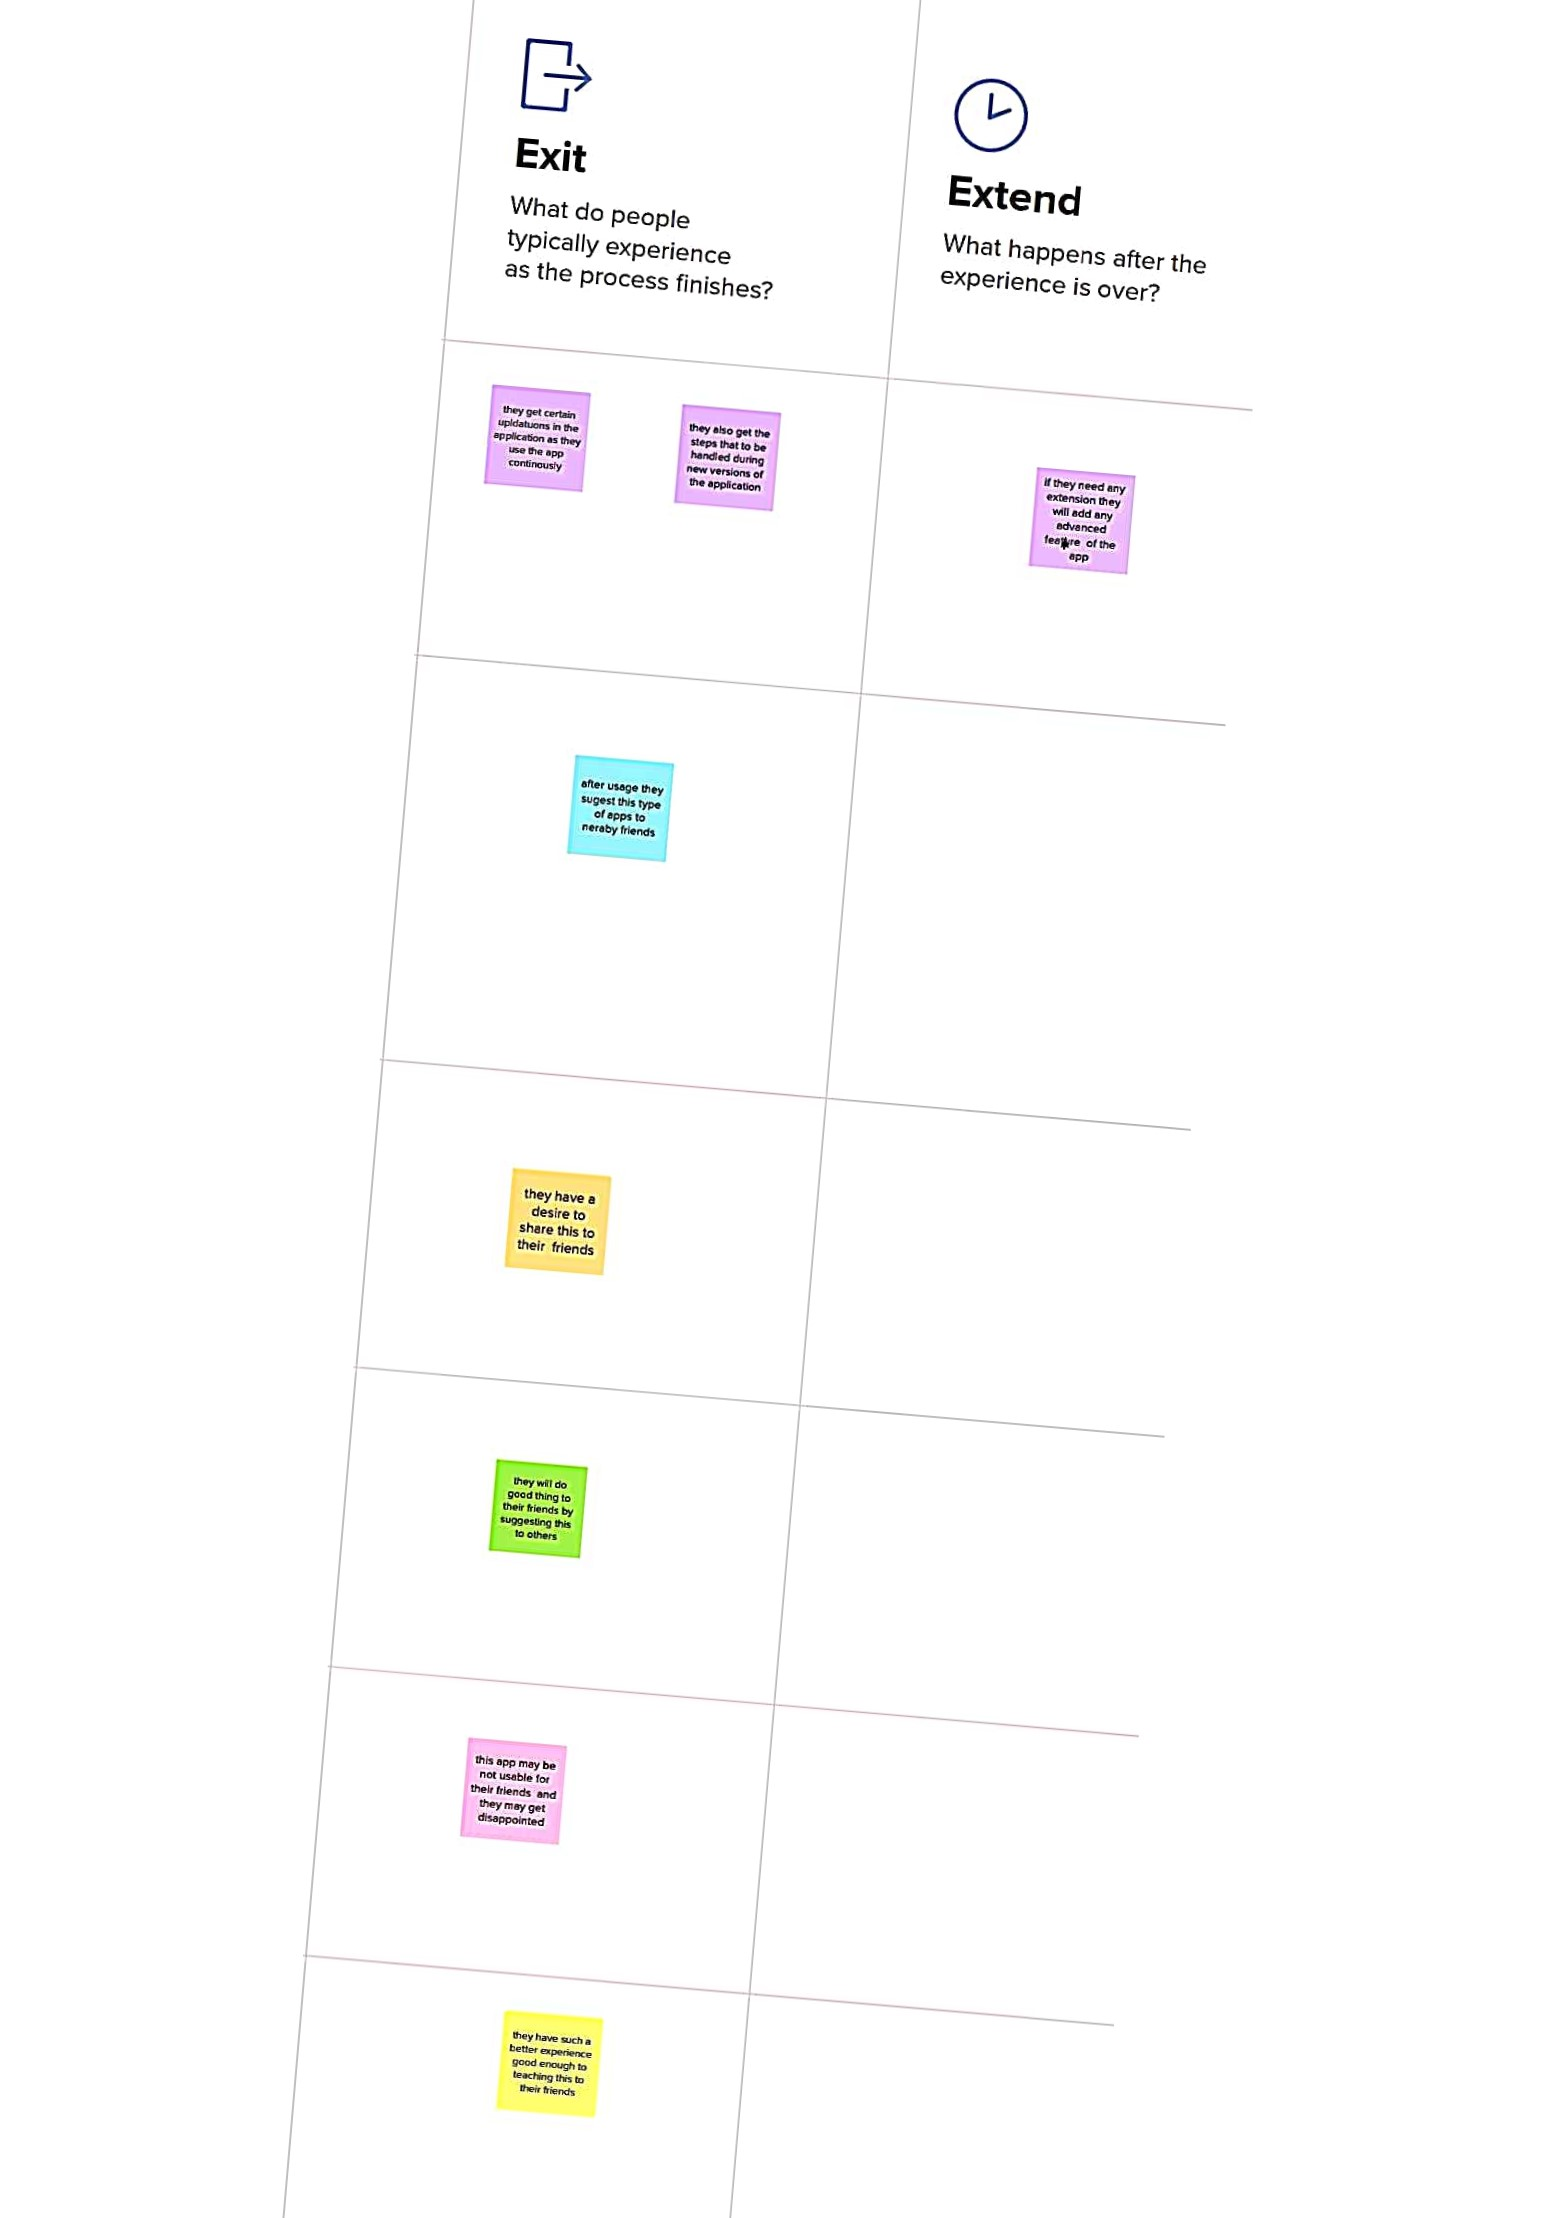 Exit
What do people
typically experience
as the process finishes?
Extend
What happens after the
experience is over?
they get certain
upldatuons in the
application as they
use the app
continously
they also get the
steps that to be
handled during
new versions of
the application
if they need any
extension they
will add any
advanced
feature of the
app
after usage they
sugest this type
of apps to
neraby friends
they have a
desire to
share this to
their friends
they will do
good thing to
their friends by
suggesting this
to others
this app may be
not usable for
their friends and
they may get
disappointed
they have such a
better experience
good enough to
teaching this to
their friends